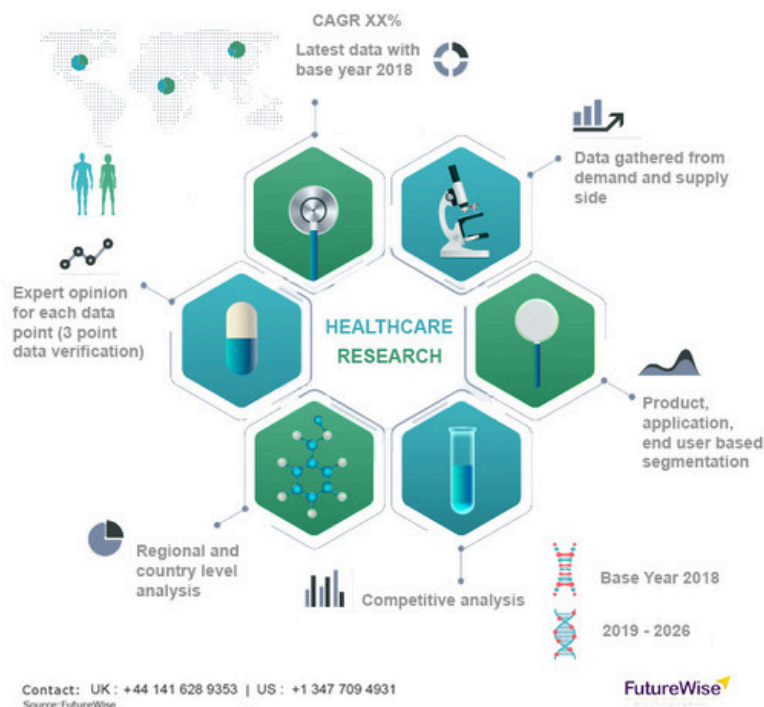 CAGR XX%
Latest data with
base year 2018
Data gathered from
demand and supply
side
Expert opinion
for each data
point (3 point
data verification)
HEALTHCARE
RESEARCH
Product,
application,
end user based
segmentation
Regional and
country level
analysis
Competitive analysis
Base Year 2018
2019 - 2026
Contact: UK : +44 141 628 9353 | US : +1 347 709 4931
Source:FutureWise
FutureWise